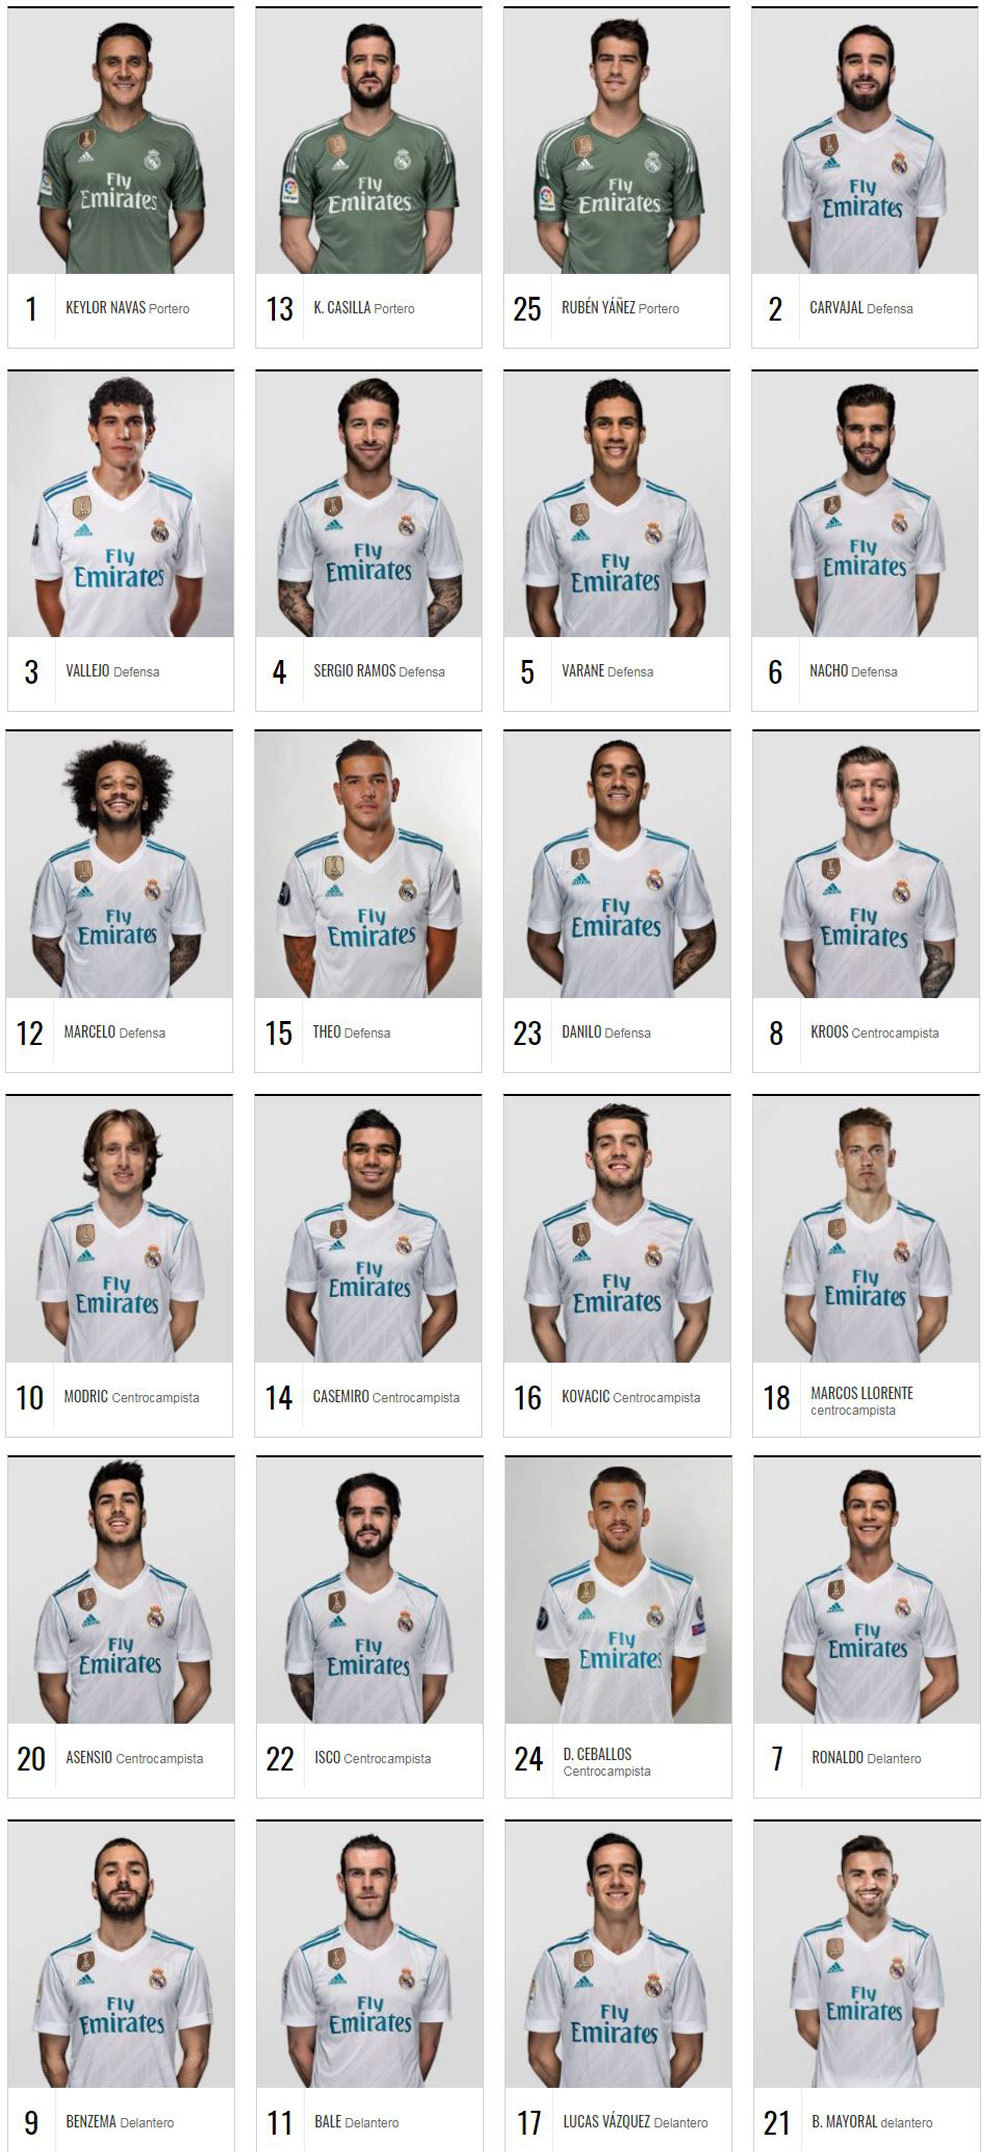 Fly
Emirates
1 KEYLOR NAVAS Portero
Fly
Emirates
13 K. CASILLA Portero
Fly
Emirates
25 RUBÉN YÁÑEZ Portero
Fly
Emirates
2 CARVAJAL Defensa
Fly
Emirates
3 VALLEJO Defensa
Fly
Emirates
4 SERGIO RAMOS Defensa
Fly
Emirates
5 VARANE Defensa
Fly
Emirates
6 NACHO Defensa
Fly
Emirates
12 MARCELO Defensa
Fly
Emirates
15 THEO Defensa
Fly
Emirates
23 DANILO Defensa
Fly
Emirates
8 KROOS Centrocampista
Fly
Emirates
10 MODRIC Centrocampista
Fly
Emirates
14 CASEMIRO Centrocampista
Fly
Emirates
16 KOVACIC Centrocampista
Fly
Emirates
18 MARCOS LLORENTE
centrocampista
Fly
Emirates
20 ASENSIO Centrocampista
Fly
Emirates
22 ISCO Centrocampista
Fly
Emirates
24 D. CEBALLOS
Centrocampista
Fly
Emirates
7 RONALDO Delantero
Fly
Emirates
9 BENZEMA Delantero
Fly
Emirates
11 BALE Delantero
Fly
Emirates
17 LUCAS VÁZQUEZ Delantero
Fly
Emirates
21 B. MAYORAL delantero